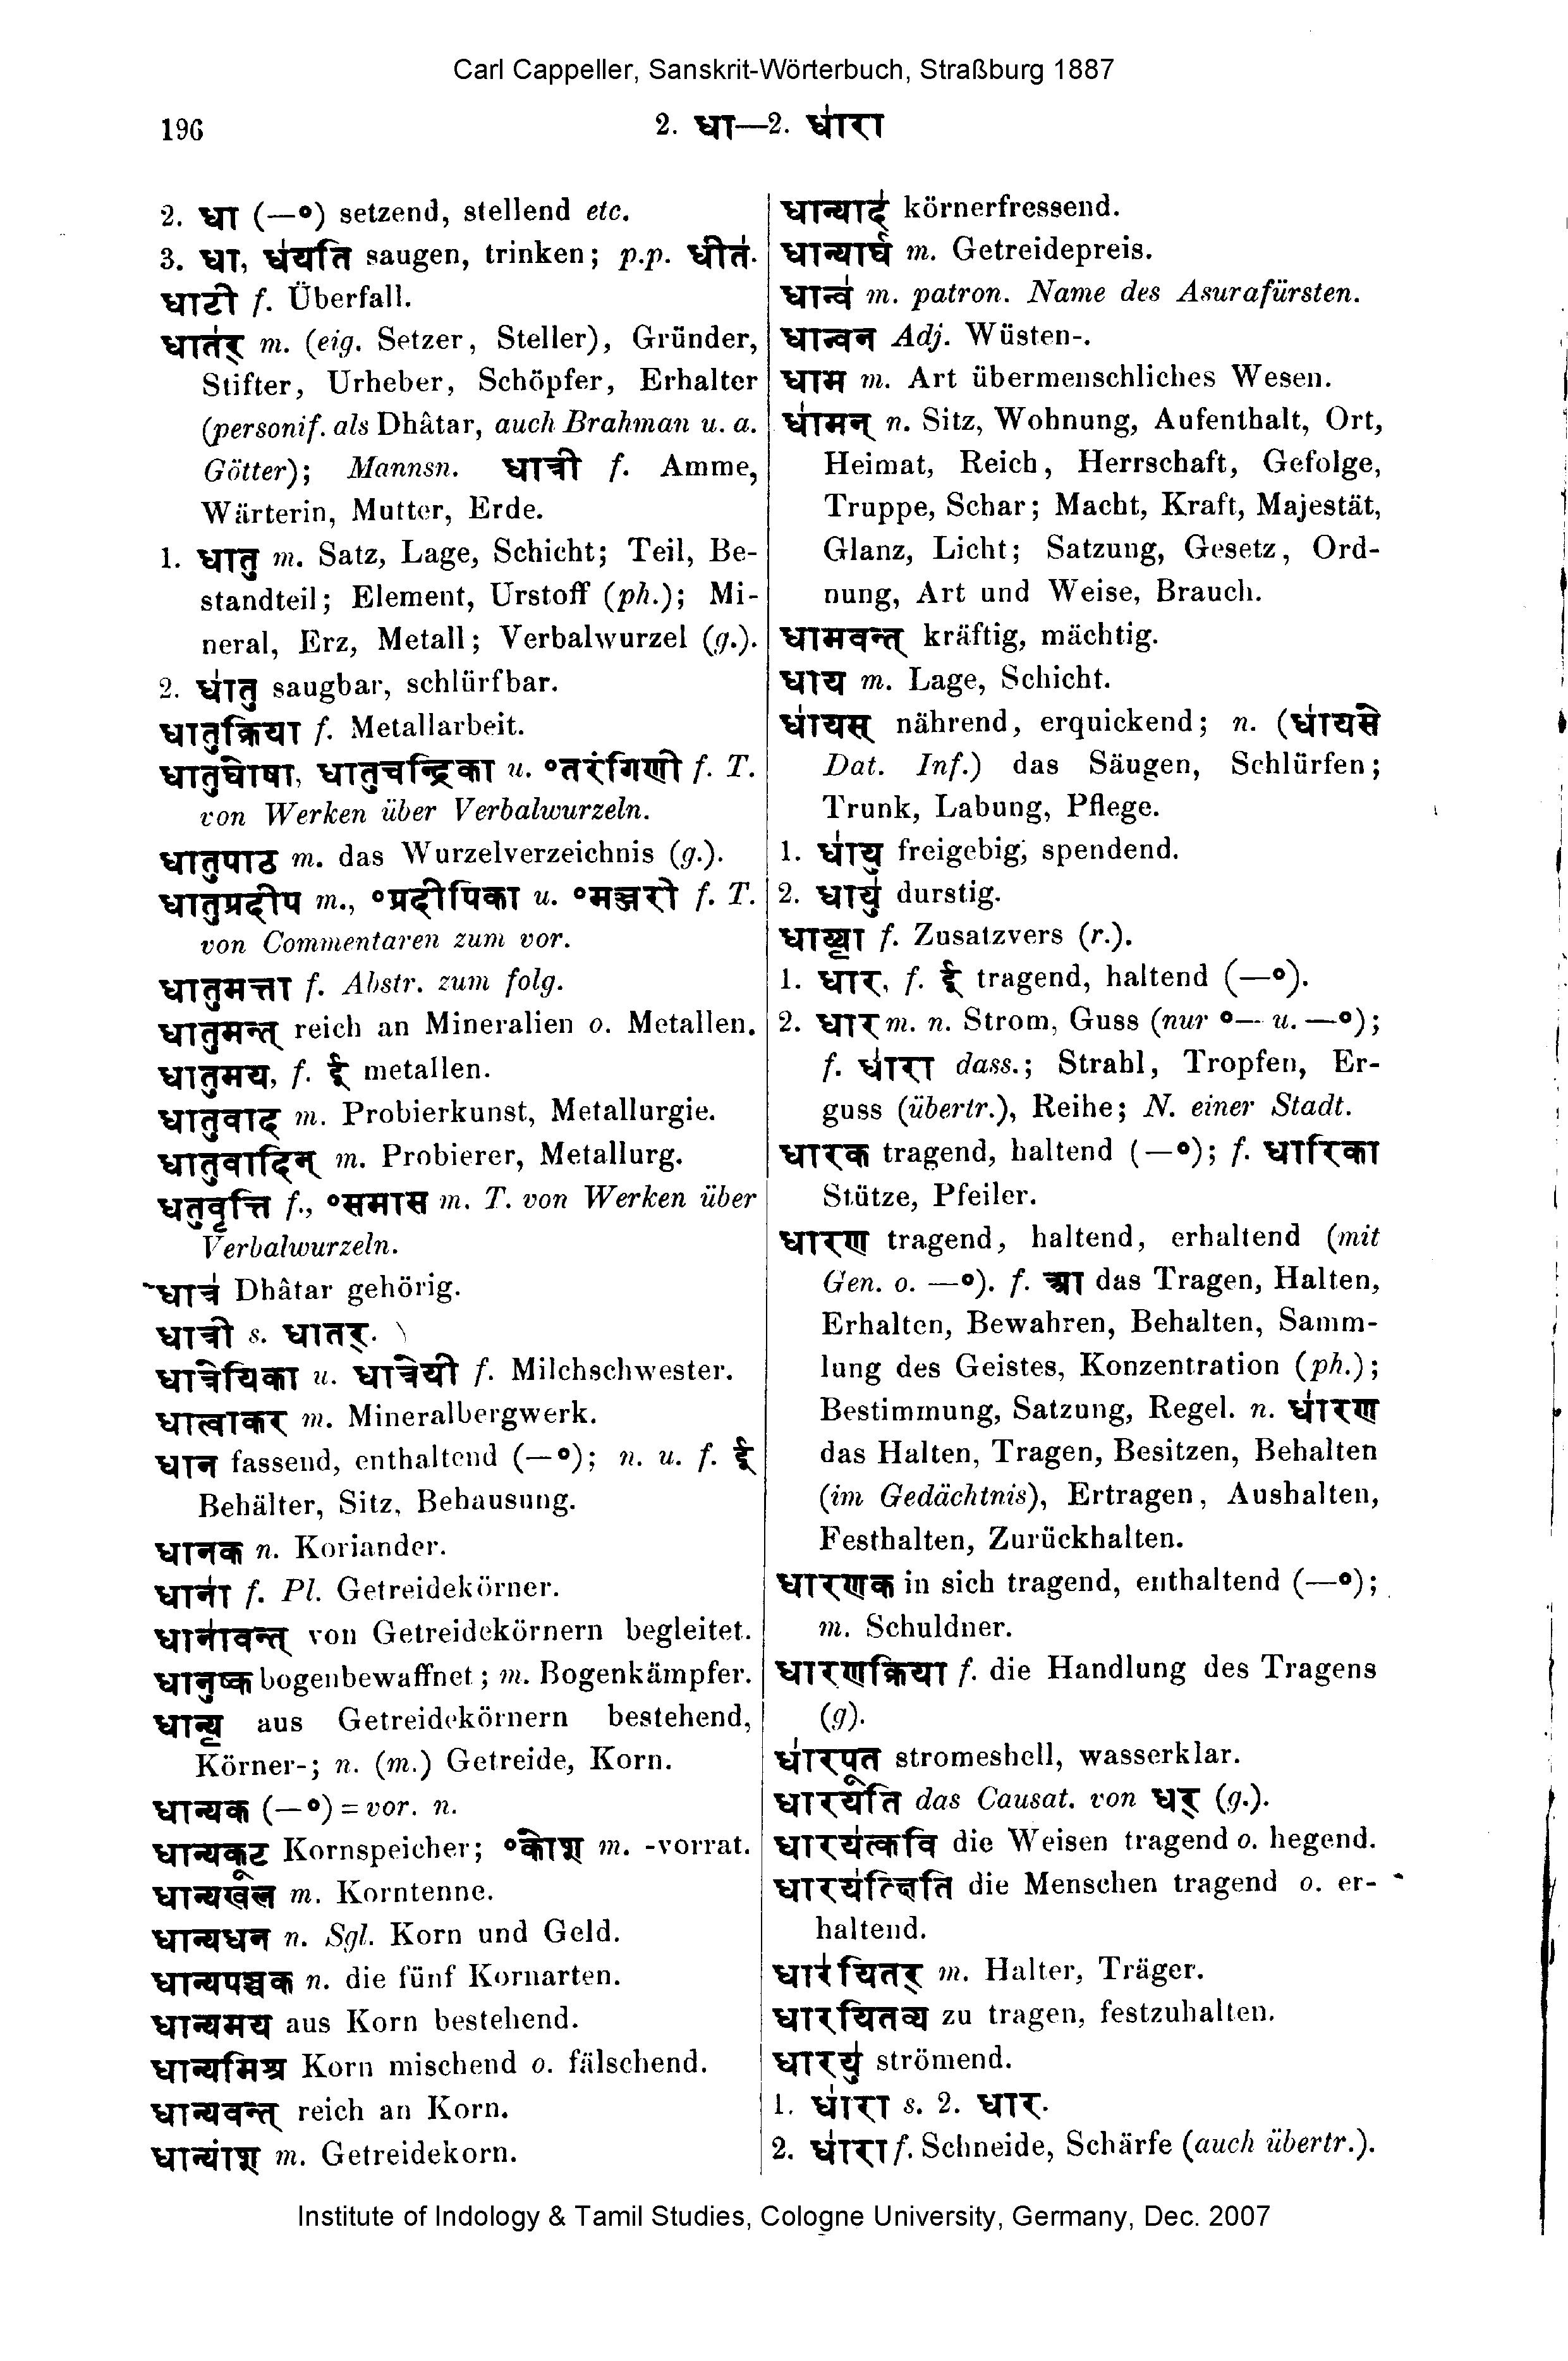 Carl Cappeller, Sanskrit-Wörterbuch, Straßburg 1887
196
2. धा—2. धा॑रा
2. धा (—°) setzend, stellend etc.
3. धा, ध॑यति saugen, trinken; p.p. धीत॑.
धाटी f. Überfall.
धात॑र् m. (eig. Setzer, Steller), Gründer,
Stifter, Urheber, Schöpfer, Erhalter
(personif. als Dhâtar, auch Brahman u. a.
Götter); Mannsn. धात्री f. Amme,
Wärterin, Mutter, Erde.
1. धातु m. Satz, Lage, Schicht; Teil, Be-
standteil; Element, Urstoff (ph.); Mi-
neral, Erz, Metall; Verbalwurzel (g.).
2. धा॑तु saugbar, schlürfbar.
धातुक्रिया f. Metallarbeit.
धातुघोषा, धातुचन्द्रिका u. °तरंगिणी f. T.
von Werken über Verbalwurzeln.
धातुपाठ m. das Wurzelverzeichnis (g.).
धातुप्रदीप m., °प्रदीपिका u. °मञ्जरी f. T.
von Commentaren zum vor.
धातुमत्ता f. Abstr. zum folg.
धातुमन्त् reich an Mineralien o. Metallen.
धातुमय, f. ई metallen.
धातुवाद m. Probierkunst, Metallurgie.
धातुवादिन् m. Probierer, Metallurg.
धतुवृत्ति f., °समास m. T. von Werken über
Verbalwurzeln.
धात्र॑ Dhâtar gehörig.
धात्री s. धातर्.
धात्रेयिका u. धात्रेयी f. Milchschwester.
धात्वाकर m. Mineralbergwerk.
धान fassend, enthaltend (—°); n. u. f. ई
Behälter, Sitz, Behausung.
धानक n. Koriander.
धाना॑ f. Pl. Getreidekörner.
धाना॑वन्त् von Getreidekörnern begleitet.
धानुष्क bogenbewaffnet; m. Bogenkämpfer.
धान्य॒ aus Getreidekörnern bestehend,
Körner-; n. (m.) Getreide, Korn.
धान्यक (—°) = vor. n.
धान्यकूट Kornspeicher; °कोश m. -vorrat.
धान्यखल m. Korntenne.
धान्यधन n. Sgl. Korn und Geld.
धान्यपञ्चक n. die fünf Kornarten.
धान्यमय aus Korn bestehend.
धान्यमिश्र Korn mischend o. fälschend.
धान्यवन्त् reich an Korn.
धान्यांश m. Getreidekorn.
धान्याद्॑ körnerfressend.
धान्यार्घ m. Getreidepreis.
धान्व॑ m. patron. Name des Asurafürsten.
धान्वन Adj. Wüsten-.
धाम m. Art übermenschliches Wesen.
धा॑मन् n. Sitz, Wohnung, Aufenthalt, Ort,
Heimat, Reich, Herrschaft, Gefolge,
Truppe, Schar; Macht, Kraft, Majestät,
Glanz, Licht; Satzung, Gesetz, Ord-
nung, Art und Weise, Brauch.
धामवन्त् kräftig, mächtig.
धाय m. Lage, Schicht.
धा॑यस् nährend, erquickend; n. (धा॑यसे
Dat. Inf.) das Säugen, Schlürfen;
Trunk, Labung, Pflege.
1. धा॑यु freigebig, spendend.
2. धायु॑ durstig.
धाय्या॒ f. Zusatzvers (r.).
1. धार, f. ई tragend, haltend (—°).
2. धार m. n. Strom, Guss (nur °— u. —°);
f. धा॑रा dass.; Strahl, Tropfen, Er-
guss (übertr.), Reihe; N. einer Stadt.
धारक tragend, haltend (—°); f. धारिका
Stütze, Pfeiler.
धारण tragend, haltend, erhaltend (mit
Gen. o. —°). f. आ das Tragen, Halten,
Erhalten, Bewahren, Behalten, Samm-
lung des Geistes, Konzentration (ph.);
Bestimmung, Satzung, Regel. n. धा॑रण
das Halten, Tragen, Besitzen, Behalten
(im Gedächtnis), Ertragen, Aushalten,
Festhalten, Zurückhalten.
धारणक in sich tragend, enthaltend (—°);
m. Schuldner.
धारणक्रिया f. die Handlung des Tragens
(g).
धा॑रपूत stromeshell, wasserklar.
धारयति das Causat. von धर् (g.).
धारय॑त्कवि die Weisen tragend o. hegend.
धारय॑त्क्षिति die Menschen tragend o. er-
haltend.
धार॑यितर् m. Halter, Träger.
धारयितव्य zu tragen, festzuhalten.
धारयु॑ strömend.
1. धा॑रा s. 2. धार.
2. धा॑रा f. Schneide, Schärfe (auch übertr.).
Institute of Indology & Tamil Studies, Cologne University, Germany, Dec. 2007